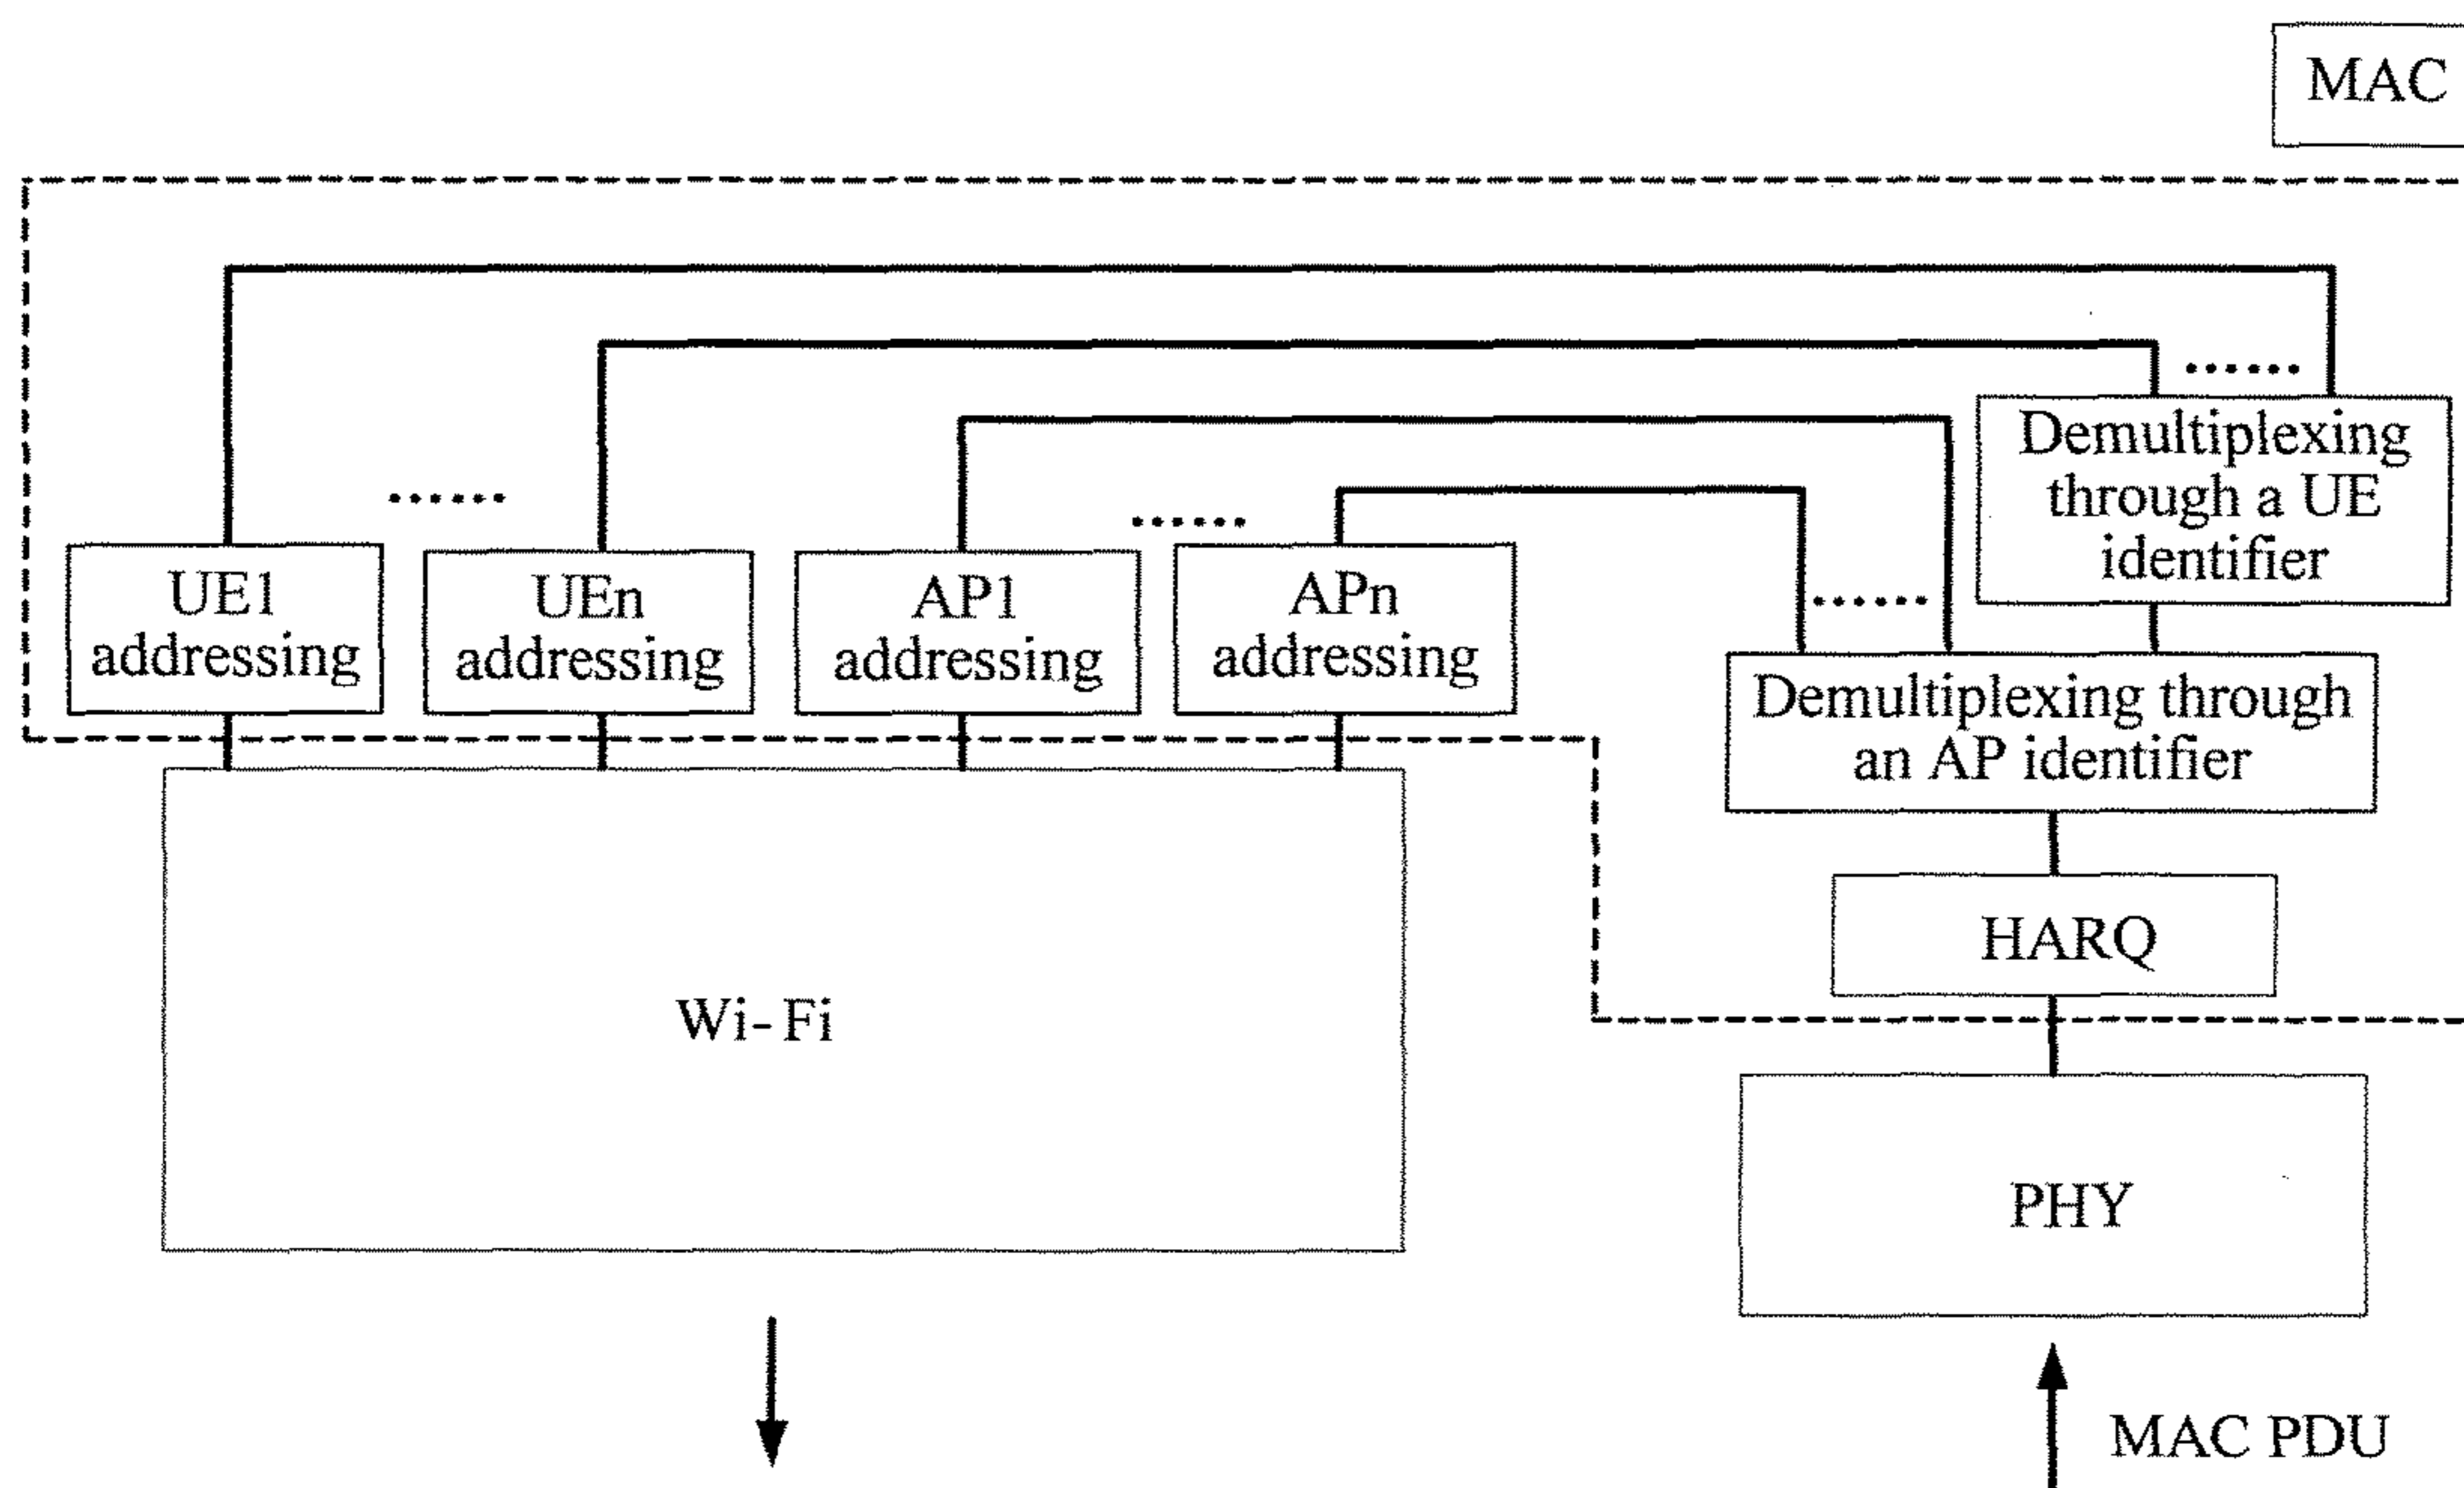 MAC
Demultiplexing
through a UE
identifier
UE1
addressing
UEn
addressing
AP1
addressing
APn
addressing
Demultiplexing through
an AP identifier
HARQ
Wi-Fi
PHY
MAC PDU